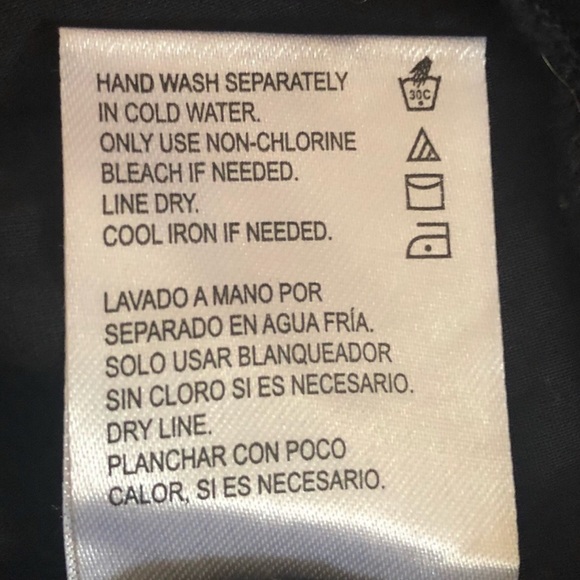 HAND WASH SEPARATELY
IN COLD WATER.
ONLY USE NON-CHLORINE
BLEACH IF NEEDED.
LINE DRY.
COOL IRON IF NEEDED.
30C
LAVADO A MANO POR
SEPARADO EN AGUA FRÍA.
SOLO USAR BLANQUEADOR
SIN CLORO SI ES NECESARIO.
DRY LINE.
PLANCHAR CON POCO
CALOR, SI ES NECESARIO.